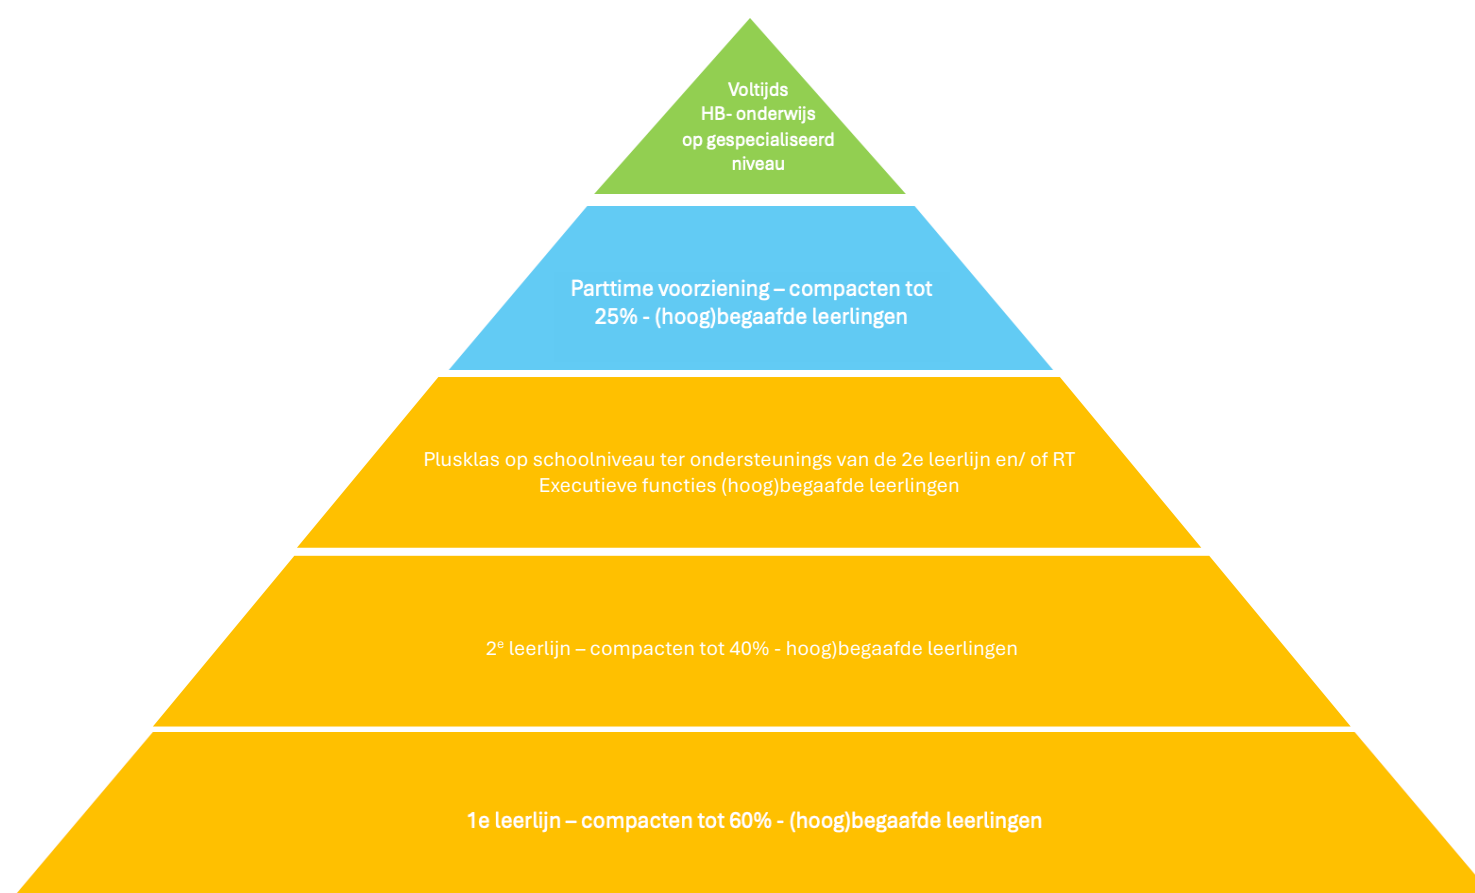 Voltijds
HB- onderwijs
op gespecialiseerd
niveau
Parttime voorziening – compacten tot
25% - (hoog)begaafde leerlingen
Plusklas op schoolniveau ter ondersteunings van de 2e leerlijn en/ of RT
Executieve functies (hoog)begaafde leerlingen
2ᵉ leerlijn – compacten tot 40% - hoog)begaafde leerlingen
1e leerlijn – compacten tot 60% - (hoog)begaafde leerlingen